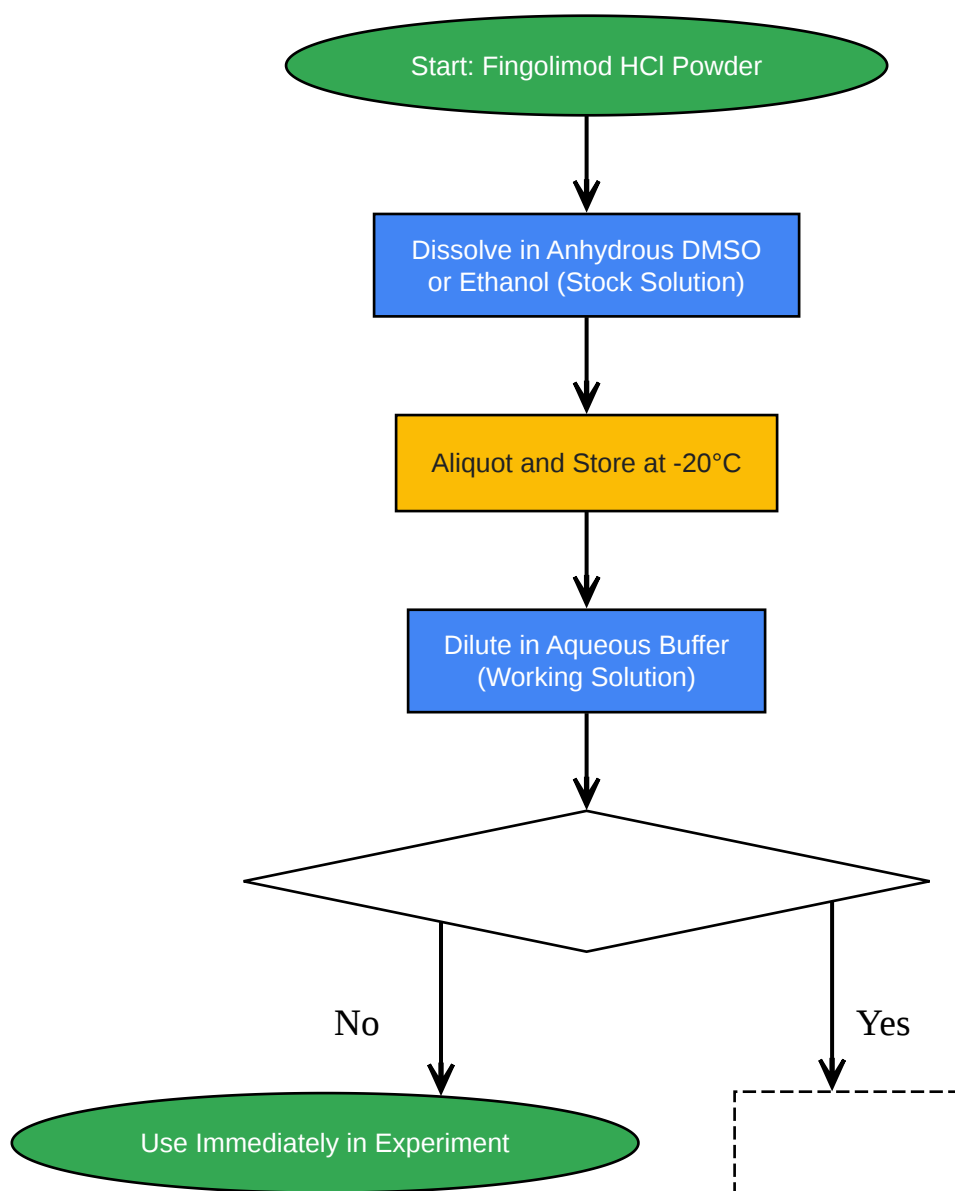 Start: Fingolimod HCl Powder
Dissolve in Anhydrous DMSO
or Ethanol (Stock Solution)
Aliquot and Store at -20°C
Dilute in Aqueous Buffer
(Working Solution)
No
Yes
Use Immediately in Experiment